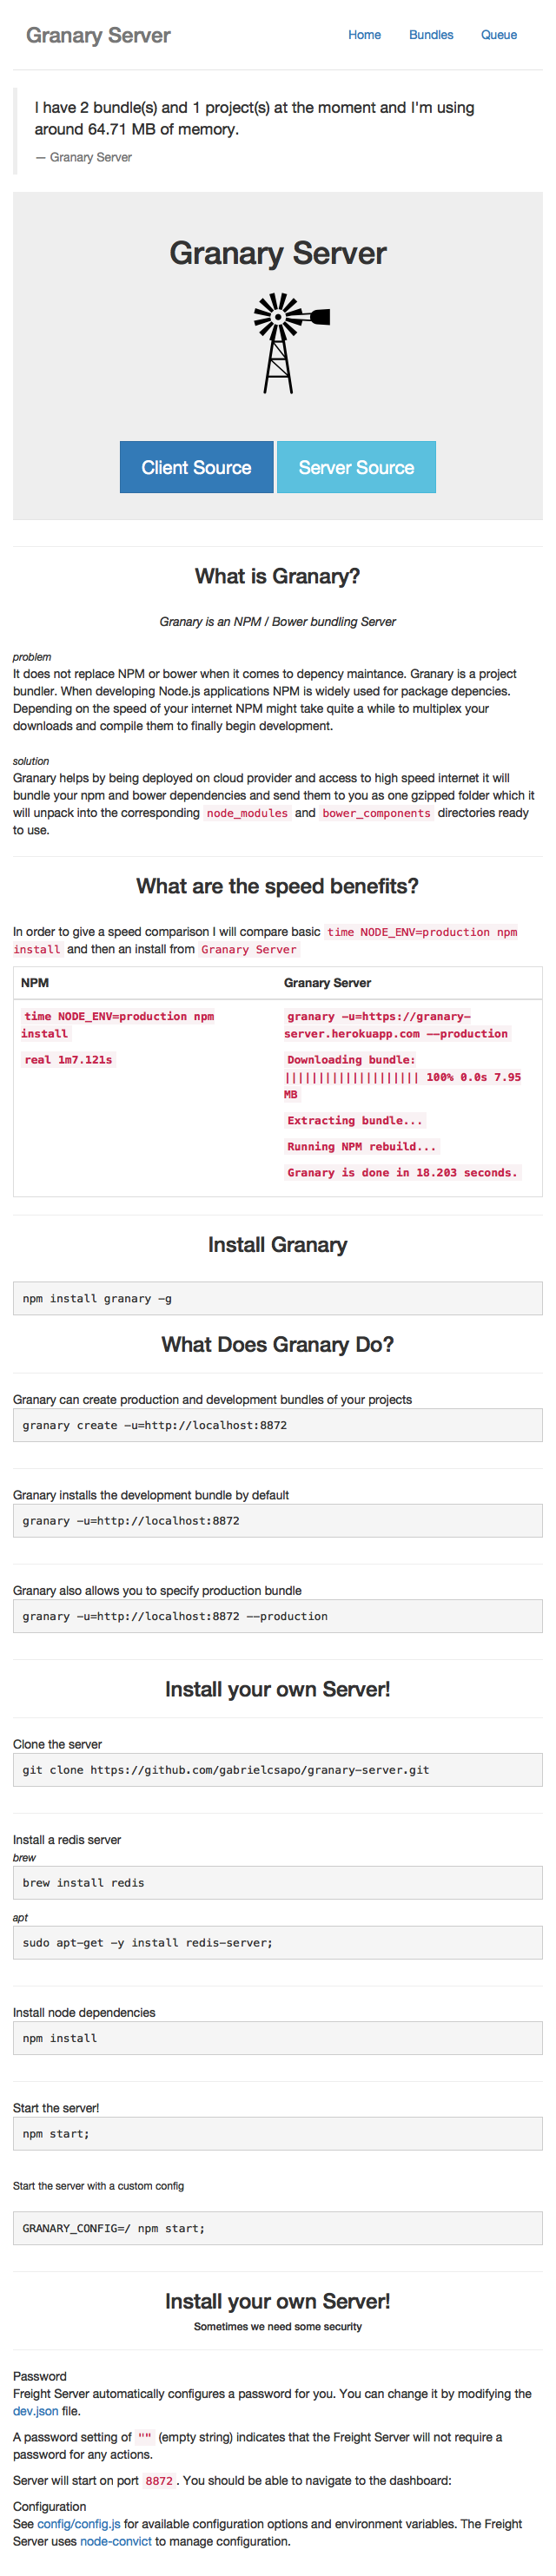 Granary Server
Home Bundles Queue
I have 2 bundle(s) and 1 project(s) at the moment and I'm using
around 64.71 MB of memory.
— Granary Server
Granary Server
Client Source Server Source
What is Granary?
Granary is an NPM / Bower bundling Server
problem
It does not replace NPM or bower when it comes to depency maintance. Granary is a project
bundler. When developing Node.js applications NPM is widely used for package depencies.
Depending on the speed of your internet NPM might take quite a while to multiplex your
downloads and compile them to finally begin development.
solution
Granary helps by being deployed on cloud provider and access to high speed internet it will
bundle your npm and bower dependencies and send them to you as one gzipped folder which it
will unpack into the corresponding node_modules and bower_components directories ready
to use.
What are the speed benefits?
In order to give a speed comparison I will compare basic time NODE_ENV=production npm
install and then an install from Granary Server
NPM Granary Server
time NODE_ENV=production npm
install
real 1m7.121s
granary -u=https://granary-
server.herokuapp.com --production
Downloading bundle:
|||||||||||||||||||| 100% 0.0s 7.95
MB
Extracting bundle...
Running NPM rebuild...
Granary is done in 18.203 seconds.
Install Granary
npm install granary -g
What Does Granary Do?
Granary can create production and development bundles of your projects
granary create -u=http://localhost:8872
Granary installs the development bundle by default
granary -u=http://localhost:8872
Granary also allows you to specify production bundle
granary -u=http://localhost:8872 --production
Install your own Server!
Clone the server
git clone https://github.com/gabrielcsapo/granary-server.git
Install a redis server
brew
brew install redis
apt
sudo apt-get -y install redis-server;
Install node dependencies
npm install
Start the server!
npm start;
Start the server with a custom config
GRANARY_CONFIG=/ npm start;
Install your own Server!
Sometimes we need some security
Password
Freight Server automatically configures a password for you. You can change it by modifying the
dev.json file.
A password setting of "" (empty string) indicates that the Freight Server will not require a
password for any actions.
Server will start on port 8872. You should be able to navigate to the dashboard:
Configuration
See config/config.js for available configuration options and environment variables. The Freight
Server uses node-convict to manage configuration.